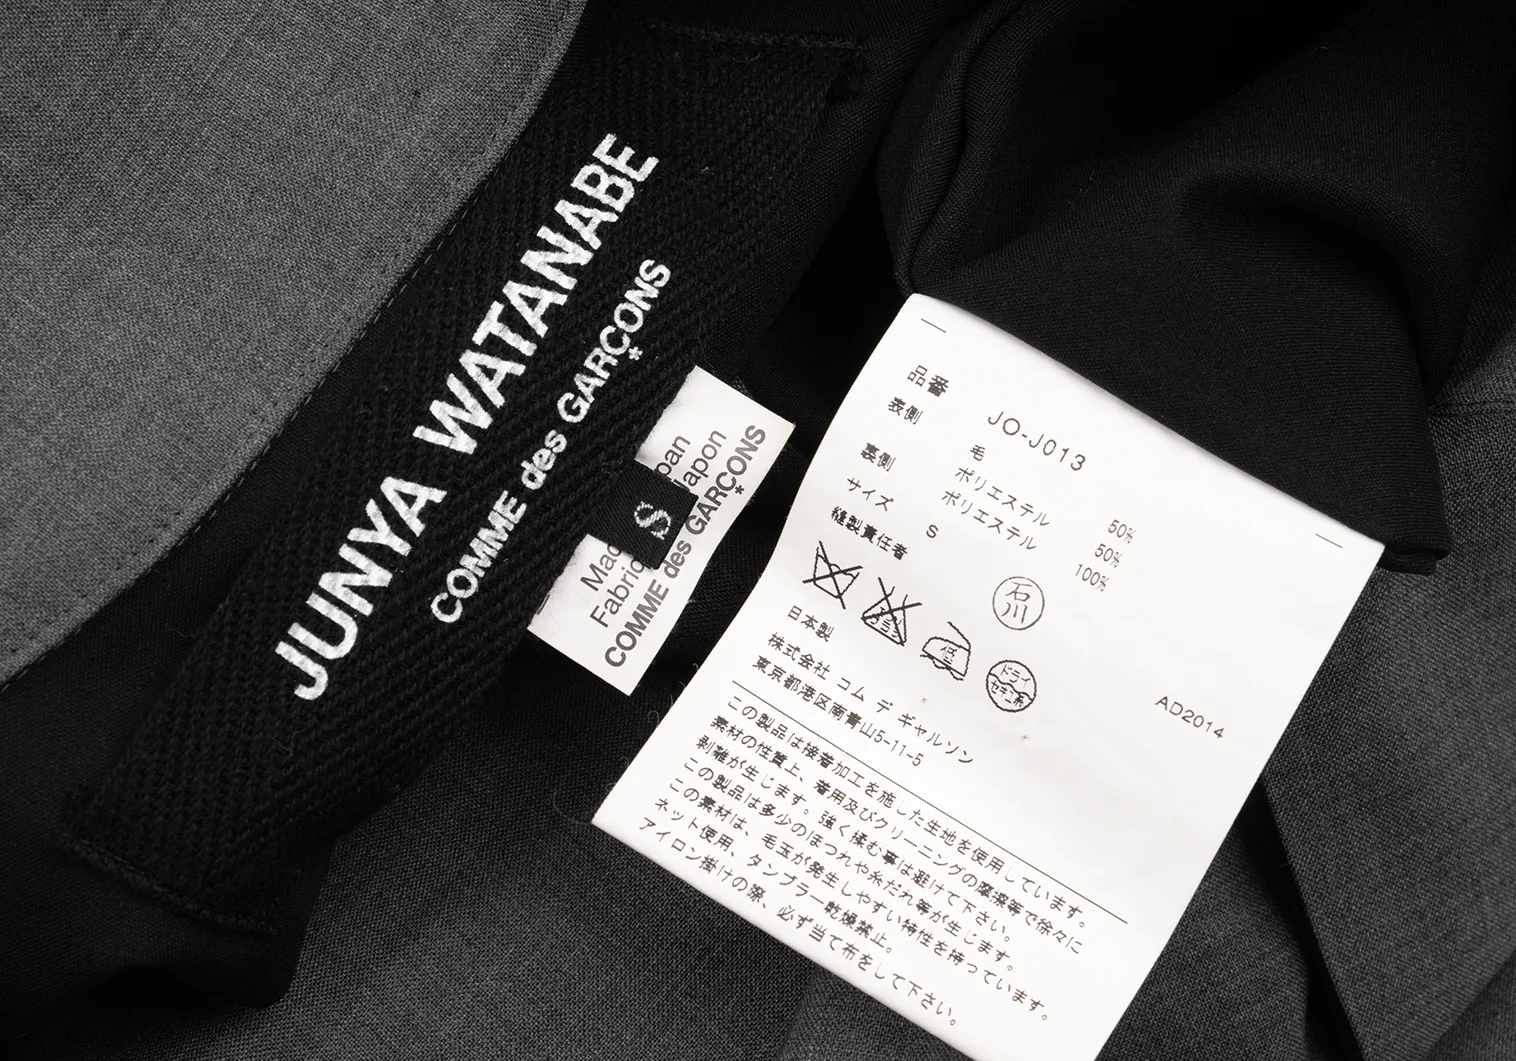 JUNYA WATANABE
COMME des GARÇONS
S
COMME des GARÇONS
品番 JO-J013
表側 毛 50%
ポリエステル 50%
裏側 ポリエステル 100%
サイズ S
縫製責任者 石川
低
ドライ
セキユ系
日本製
株式会社 コム デ ギャルソン
東京都港区南青山5-11-5
AD2014
この製品は接着加工を施した生地を使用しています。
素材の性質上、着用及びクリーニングの摩擦等で徐々に
剥離が生じます。強く揉む事は避けて下さい。
この製品は多少のほつれや糸だれ等が生じます。
この素材は、毛玉が発生しやすい特性を持っています。
ネット使用、タンブラー乾燥禁止。
アイロン掛けの際、必ず当て布をして下さい。